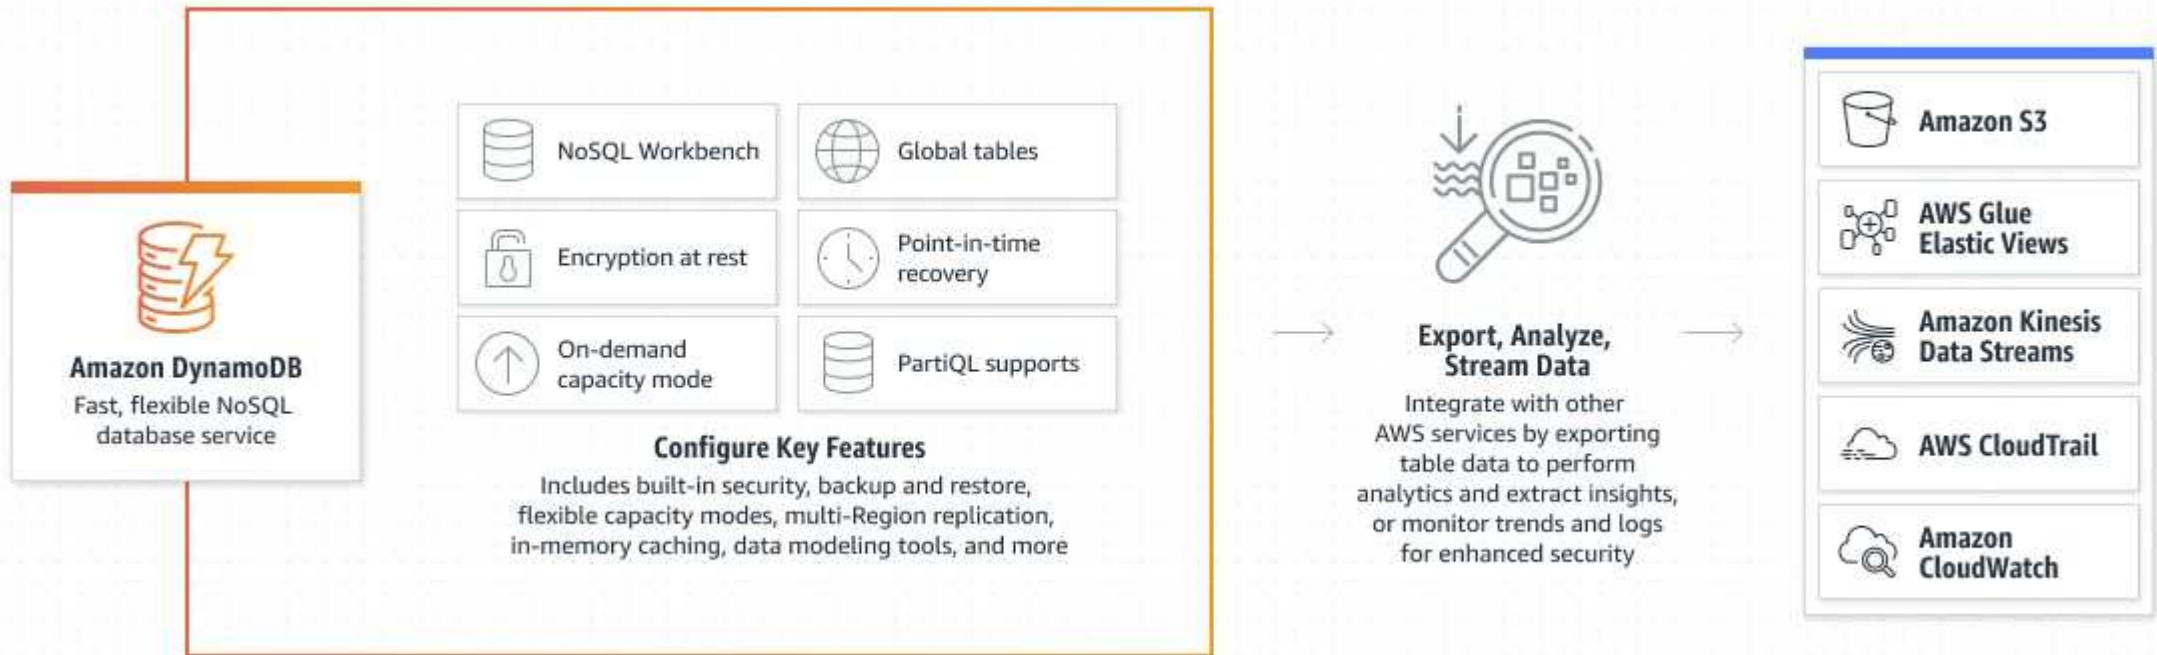 Amazon DynamoDB
Fast, flexible NoSQL
database service
NoSQL Workbench
Global tables
Encryption at rest
Point-in-time
recovery
On-demand
capacity mode
PartiQL supports
Configure Key Features
Includes built-in security, backup and restore,
flexible capacity modes, multi-Region replication,
in-memory caching, data modeling tools, and more
Export, Analyze,
Stream Data
Integrate with other
AWS services by exporting
table data to perform
analytics and extract insights,
or monitor trends and logs
for enhanced security
Amazon S3
AWS Glue
Elastic Views
Amazon Kinesis
Data Streams
AWS CloudTrail
Amazon
CloudWatch